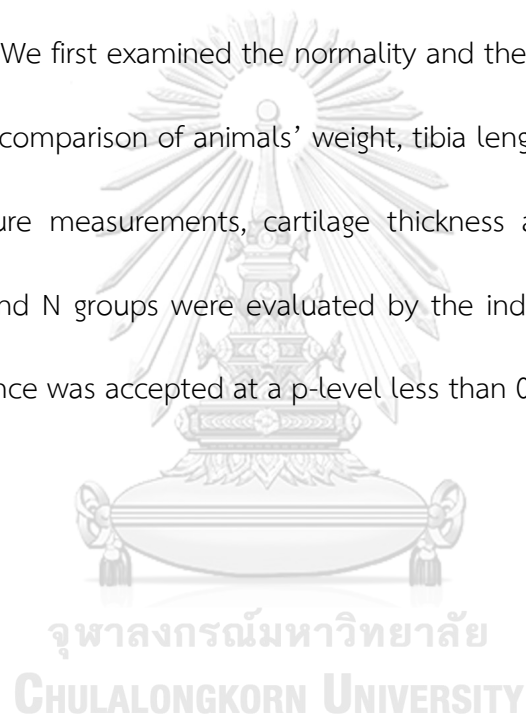 We first examined the normality and the
comparison of animals’ weight, tibia leng
ure measurements, cartilage thickness a
nd N groups were evaluated by the ind
nce was accepted at a p-level less than 0
จุฬาลงกรณ์มหาวิทยาลัย
CHULALONGKORN UNIVERSITY